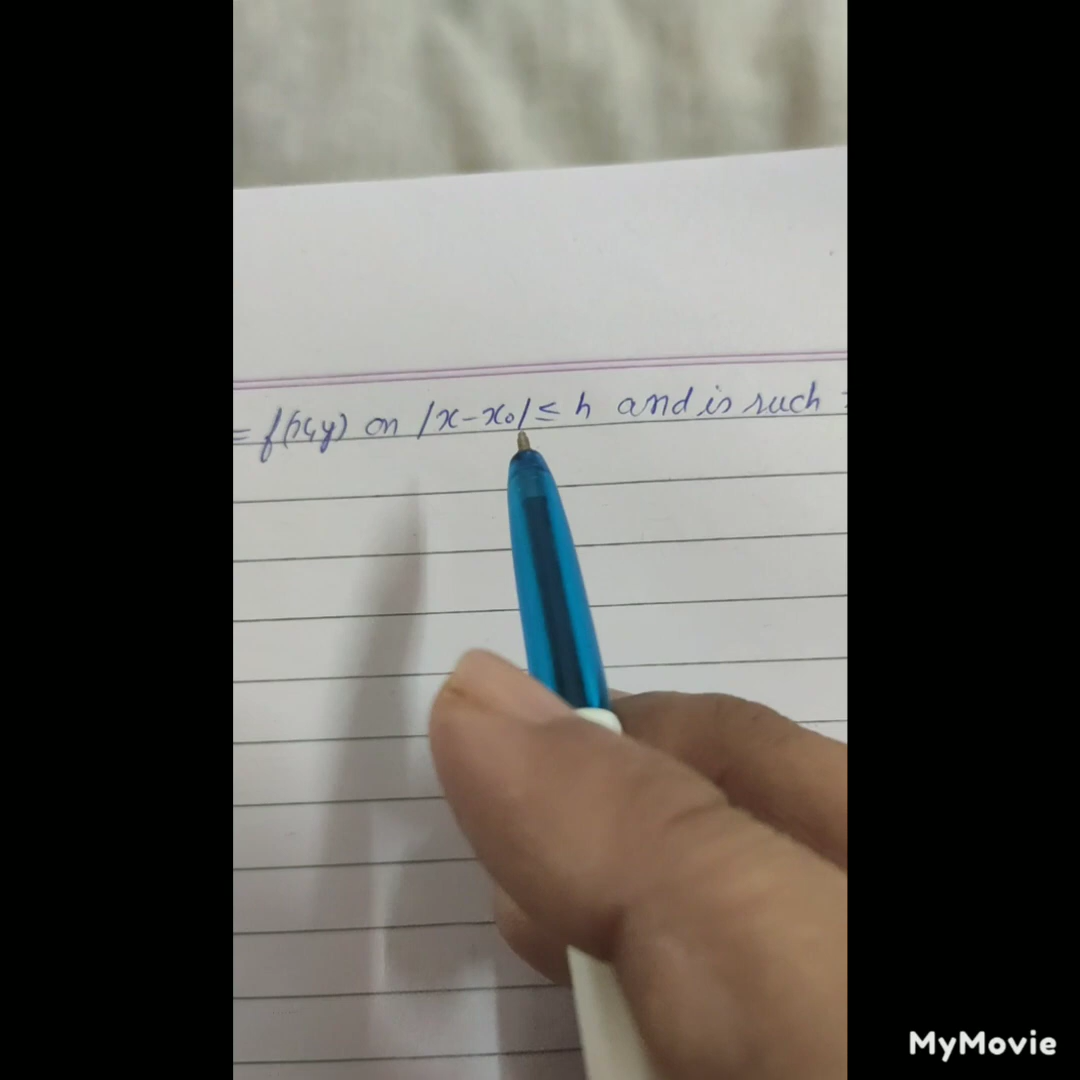 = f(x,y) on |x-x₀| ≤ h and is such
MyMovie